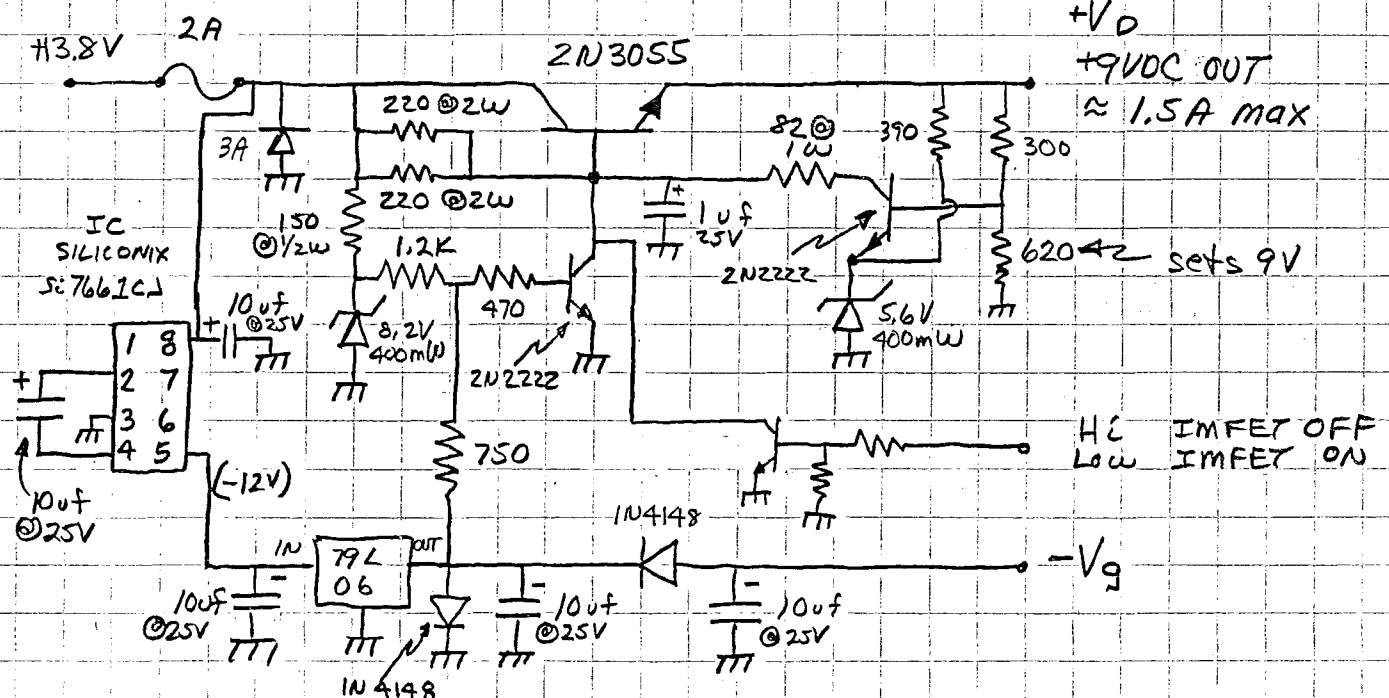 +13.8V
2A
2N3055
+VD
+9VDC OUT
≈ 1.5A max
220 @2W
3A
220 @2W
82@
1W
390
300
150
@1/2W
1.2K
470
+
1uf
25V
2N2222
620Ω
sets 9V
5.6V
400mW
IC
SILICONIX
Si7661CJ
+
10uf
@25V
8.2V
400mW
2N2222
1 8
2 7
3 6
4 5
+
10uf
@25V
(-12V)
750
Hi IMFET OFF
Low IMFET ON
1N4148
IN
79L
06
OUT
-Vg
-
10uf
@25V
-
10uf
@25V
-
10uf
@25V
1N4148